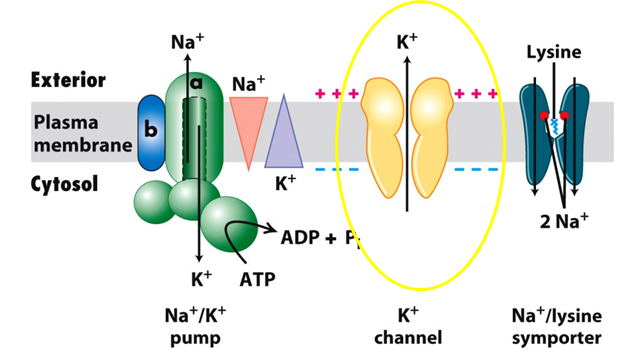 Na⁺
K⁺
Exterior
a
Na⁺
+ + +
+ + +
Lysine
Plasma
membrane
b
Cytosol
K⁺
– – –
– – –
ADP + Pᵢ
2 Na⁺
K⁺
ATP
Na⁺/K⁺
pump
K⁺
channel
Na⁺/lysine
symporter